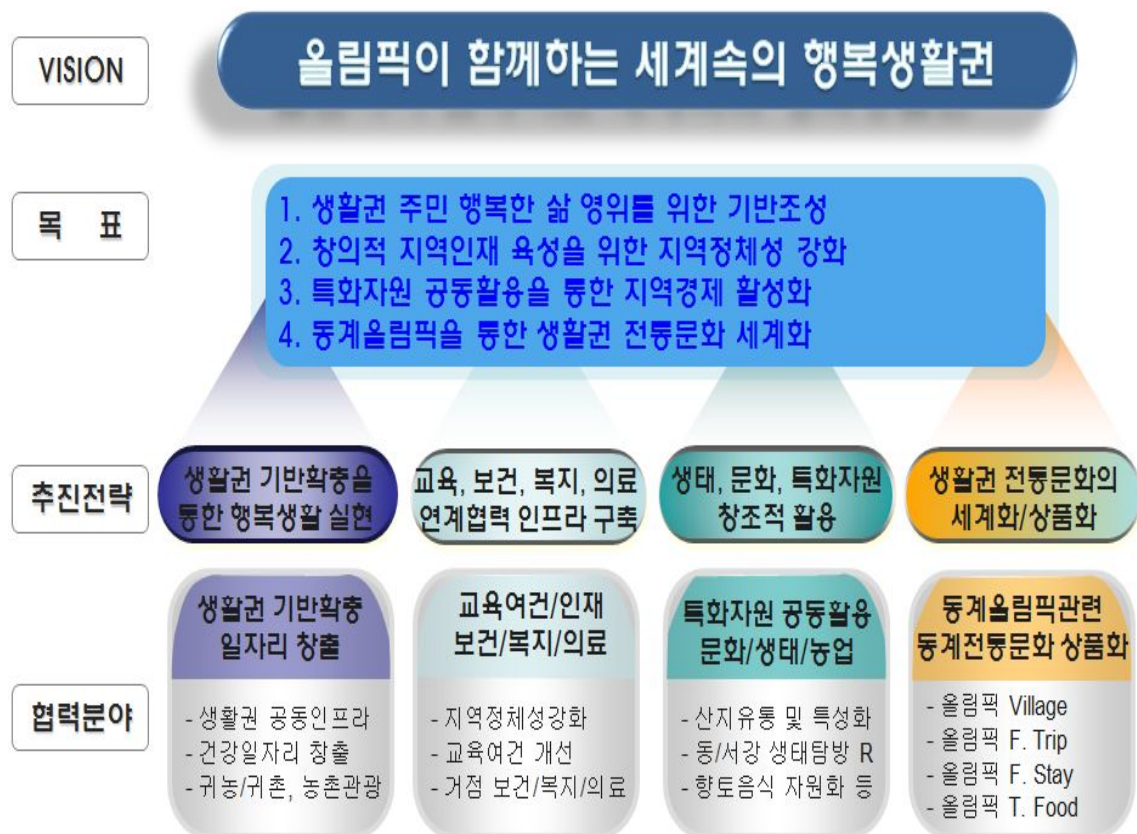 VISION
올림픽이 함께하는 세계속의 행복생활권
목 표
1. 생활권 주민 행복한 삶 영위를 위한 기반조성
2. 창의적 지역인재 육성을 위한 지역정체성 강화
3. 특화자원 공동활용을 통한 지역경제 활성화
4. 동계올림픽을 통한 생활권 전통문화 세계화
추진전략
생활권 기반확충을
통한 행복생활 실현
교육, 보건, 복지, 의료
연계협력 인프라 구축
생태, 문화, 특화자원
창조적 활용
생활권 전통문화의
세계화/상품화
협력분야
생활권 기반확충
일자리 창출
- 생활권 공동인프라
- 건강일자리 창출
- 귀농/귀촌, 농촌관광
교육여건/인재
보건/복지/의료
- 지역정체성강화
- 교육여건 개선
- 거점 보건/복지/의료
특화자원 공동활용
문화/생태/농업
- 산지유통 및 특성화
- 동/서강 생태탐방 R
- 향토음식 자원화 등
동계올림픽관련
동계전통문화 상품화
- 올림픽 Village
- 올림픽 F. Trip
- 올림픽 F. Stay
- 올림픽 T. Food